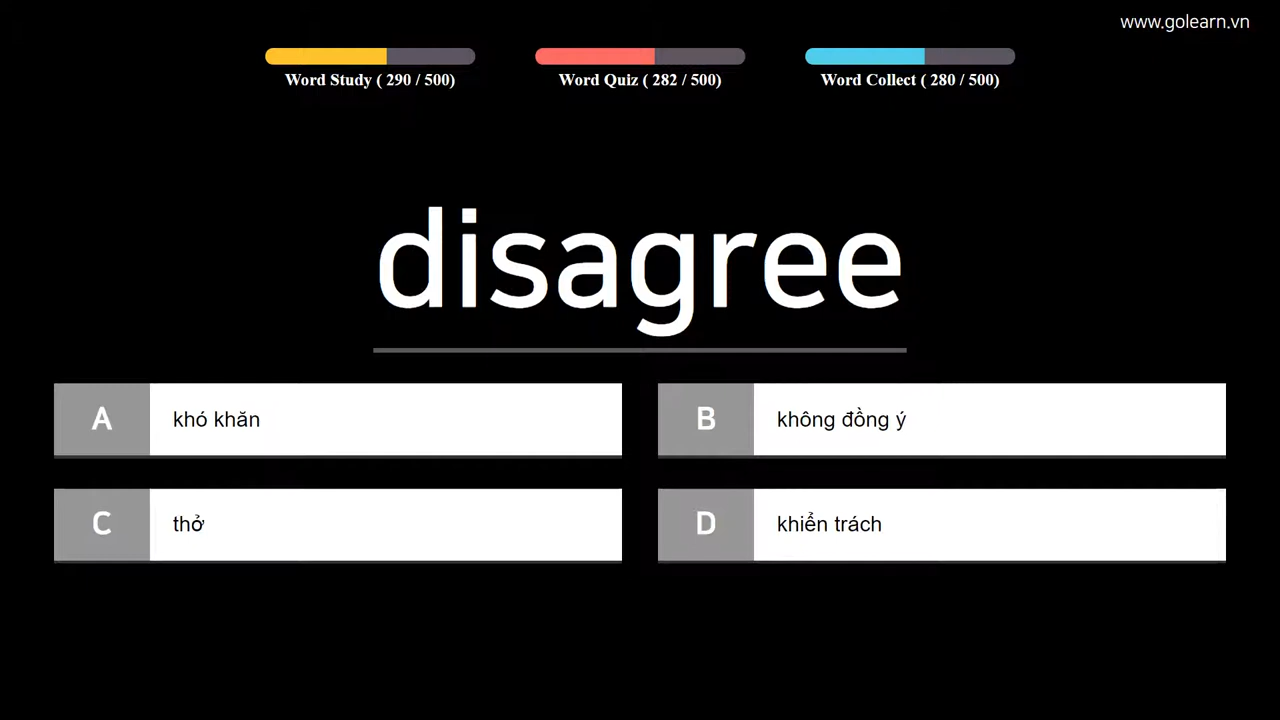 www.golearn.vn
Word Study ( 290 / 500)
Word Quiz ( 282 / 500)
Word Collect ( 280 / 500)
disagree
A khó khăn
B không đồng ý
C thở
D khiển trách